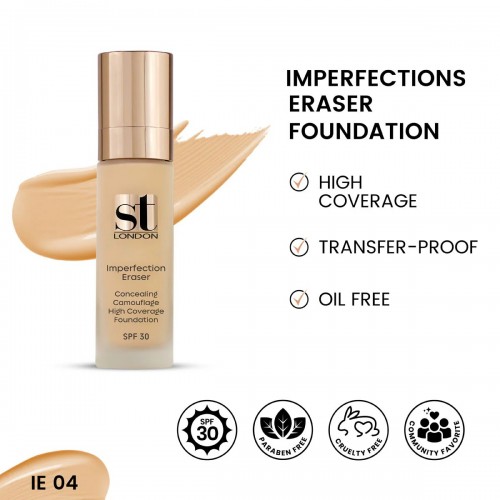 IMPERFECTIONS
ERASER
FOUNDATION
HIGH
COVERAGE
TRANSFER-PROOF
OIL FREE
st
LONDON
Imperfection
Eraser
Concealing
Camouflage
High Coverage
Foundation
SPF 30
SPF
30
PARABEN FREE
CRUELTY FREE
COMMUNITY FAVORITE
IE 04